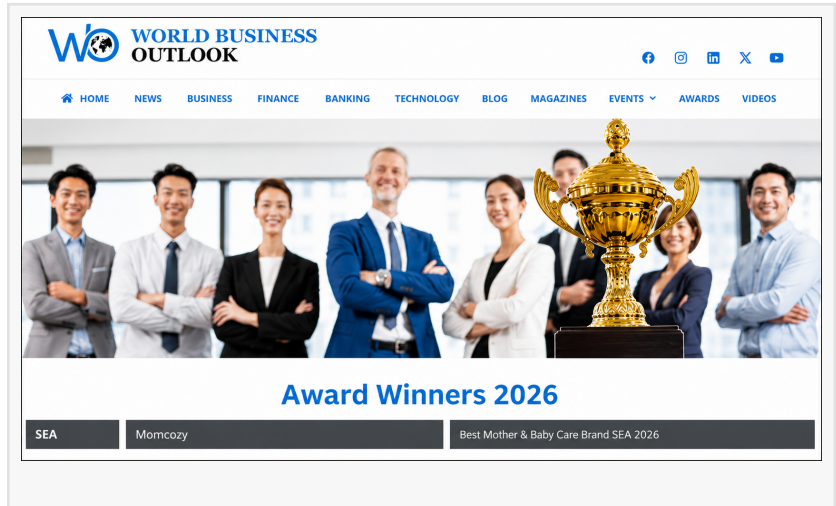 WO WORLD BUSINESS
OUTLOOK
HOME NEWS BUSINESS FINANCE BANKING TECHNOLOGY BLOG MAGAZINES EVENTS AWARDS VIDEOS
Award Winners 2026
SEA Momcozy Best Mother & Baby Care Brand SEA 2026